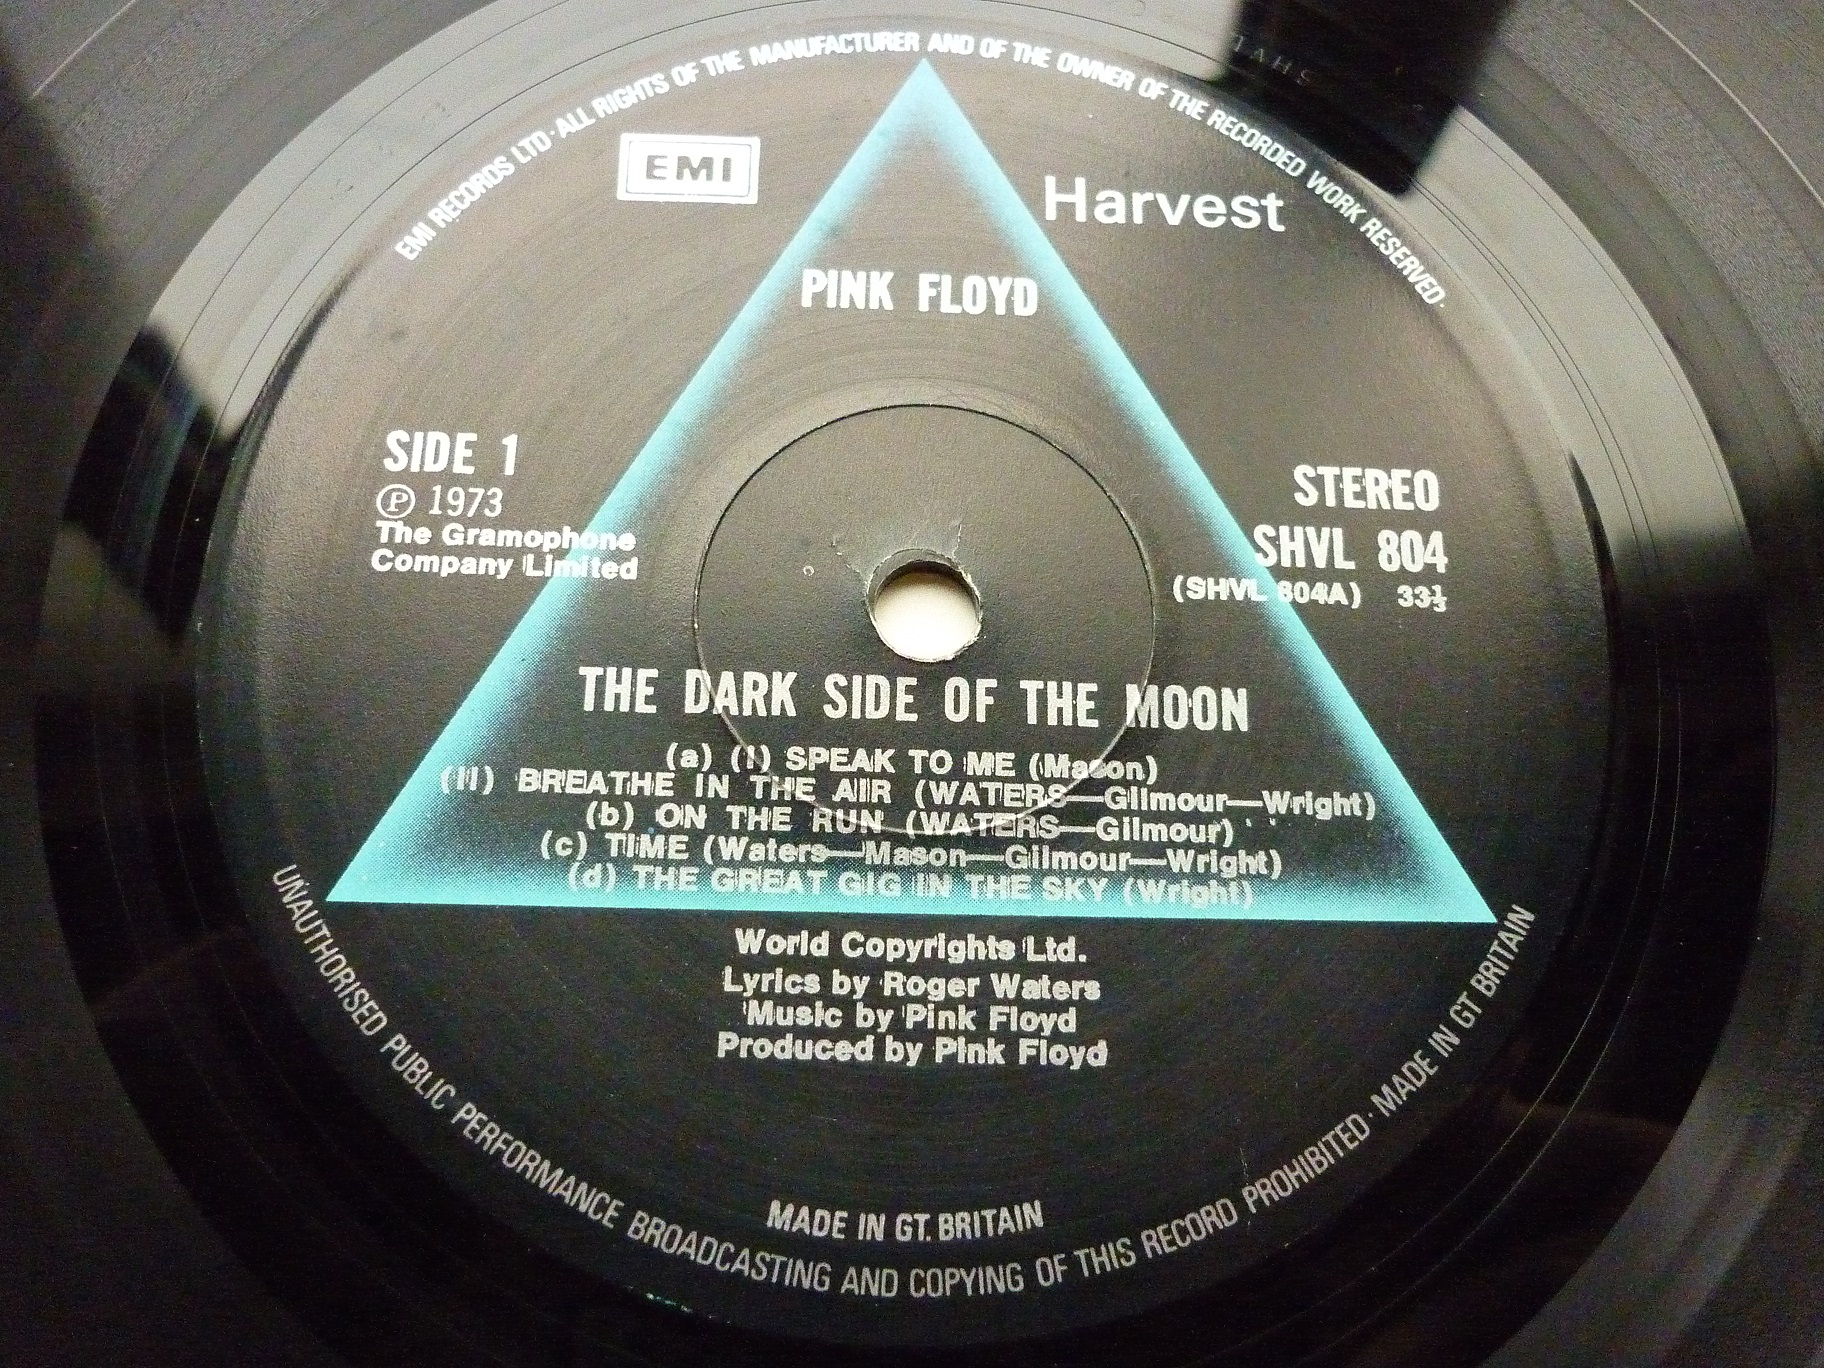 EMI RECORDS LTD · ALL RIGHTS OF THE MANUFACTURER AND OF THE OWNER OF THE RECORDED WORK RESERVED ·
EMI
Harvest
PINK FLOYD
SIDE 1
Ⓟ 1973
The Gramophone
Company Limited
STEREO
SHVL 804
(SHVL 804A) 33⅓
THE DARK SIDE OF THE MOON
(a) (I) SPEAK TO ME (Mason)
(II) BREATHE IN THE AIR (WATERS—Gilmour—Wright)
(b) ON THE RUN (WATERS—Gilmour)
(c) TIME (Waters—Mason—Gilmour—Wright)
(d) THE GREAT GIG IN THE SKY (Wright)
World Copyrights Ltd.
Lyrics by Roger Waters
Music by Pink Floyd
Produced by Pink Floyd
MADE IN GT. BRITAIN
UNAUTHORISED PUBLIC PERFORMANCE BROADCASTING AND COPYING OF THIS RECORD PROHIBITED · MADE IN GT BRITAIN